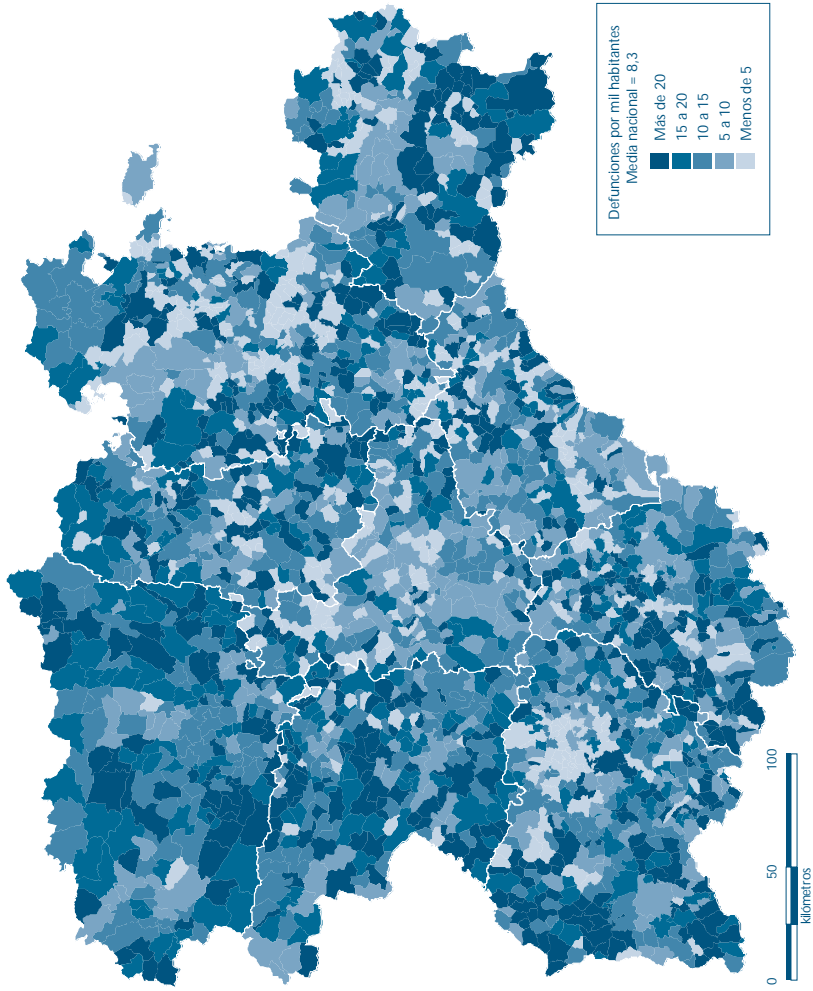 Defunciones por mil habitantes
Media nacional = 8,3
Más de 20
15 a 20
10 a 15
5 a 10
Menos de 5
0
50
100
kilómetros